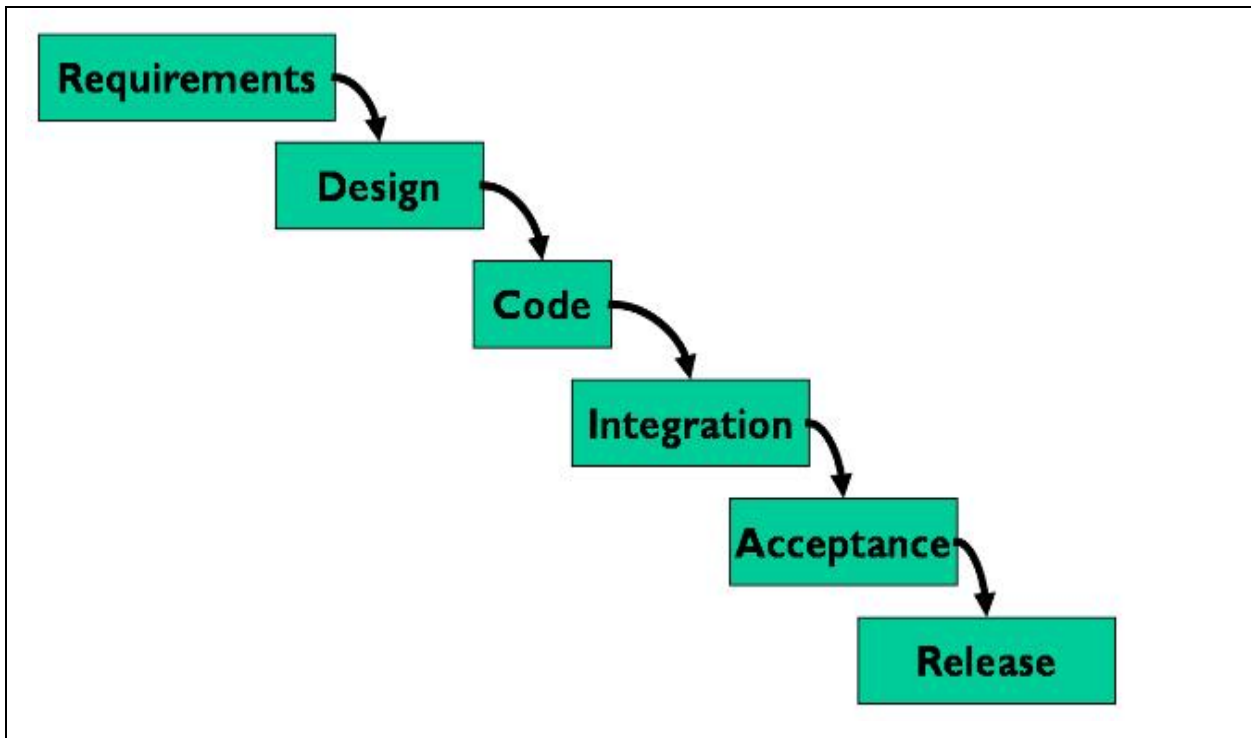 Requirements
Design
Code
Integration
Acceptance
Release